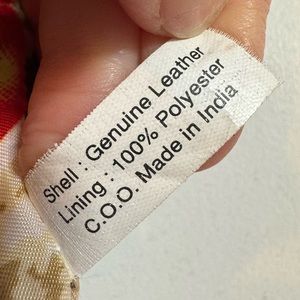 Shell : Genuine Leather
Lining : 100% Polyester
C.O.O. Made in India